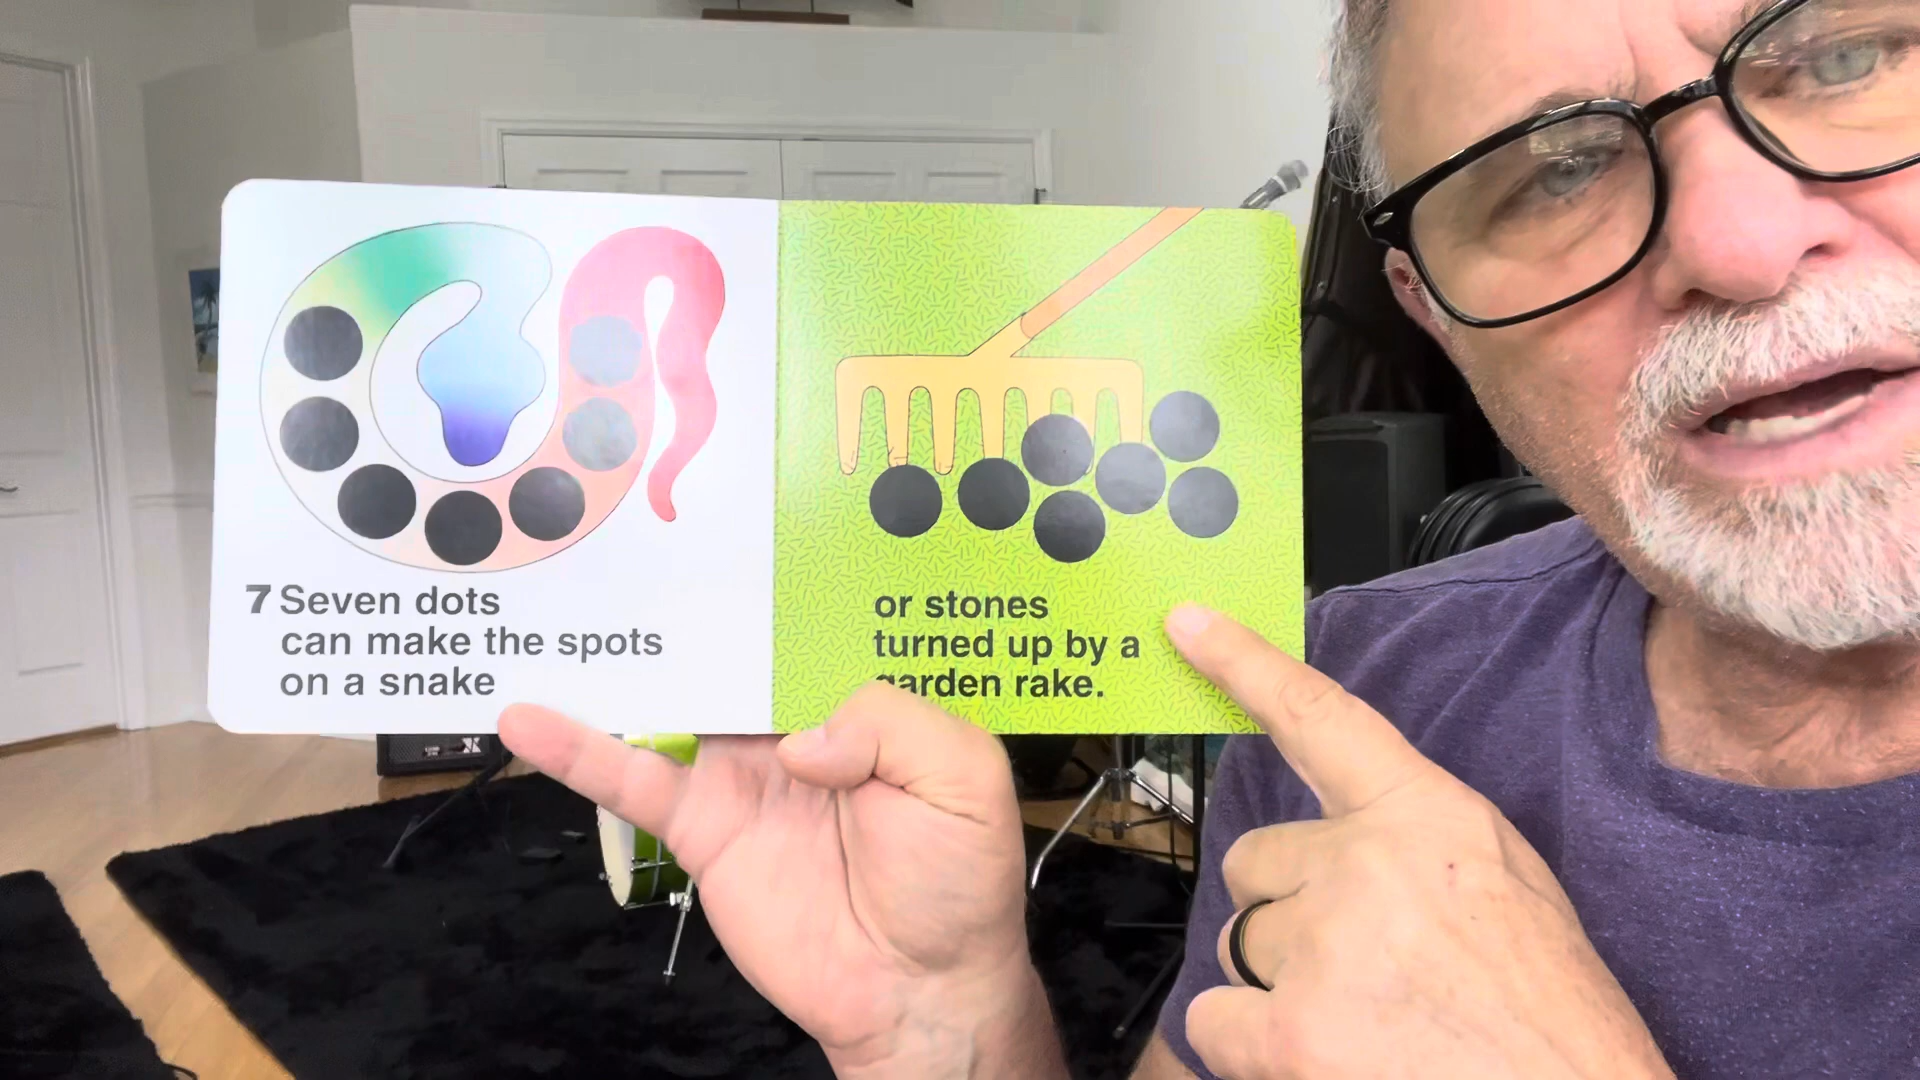 7 Seven dots
can make the spots
on a snake
or stones
turned up by a
garden rake.